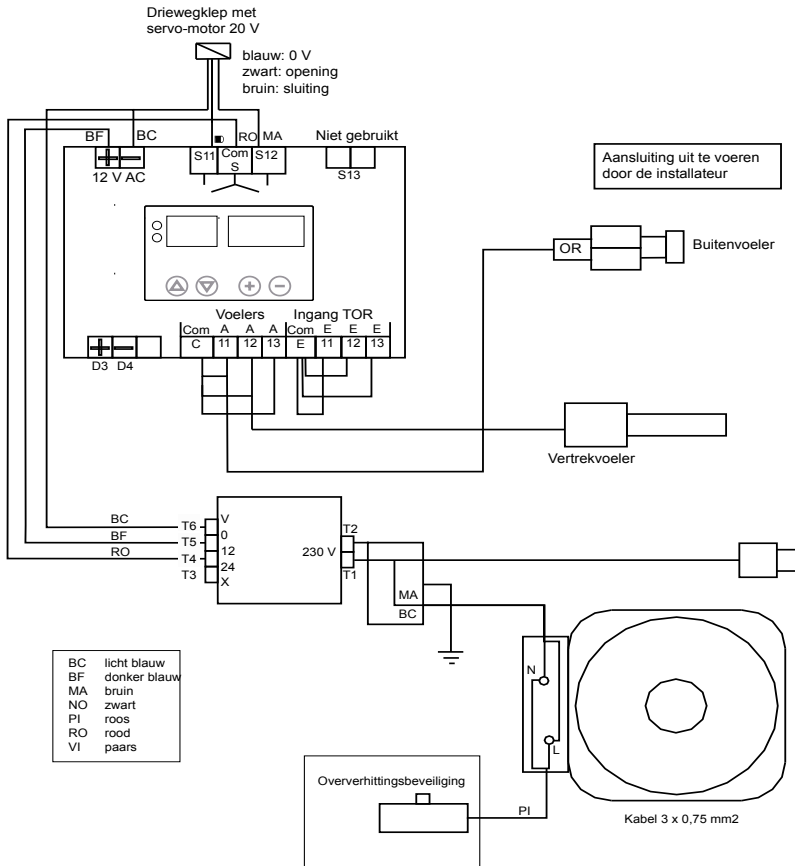 Driewegklep met
servo-motor 20 V
blauw: 0 V
zwart: opening
bruin: sluiting
BF
BC
RO
MA
Niet gebruikt
S11
Com
S
S12
S13
12 V AC
Aansluiting uit te voeren
door de installateur
OR
Buitenvoeler
Voelers
Ingang TOR
Com A A A Com E E E
C 11 12 13 E 11 12 13
D3 D4
Vertrekvoeler
BC
BF
RO
T6
T5
T4
T3
V
0
12
24
X
230 V
T2
T1
MA
BC
N
L
BC licht blauw
BF donker blauw
MA bruin
NO zwart
PI roos
RO rood
VI paars
Oververhittingsbeveiliging
PI
Kabel 3 x 0,75 mm2